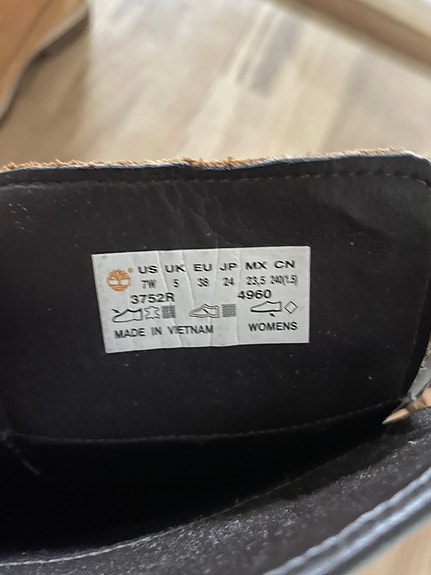 US UK EU JP MX CN
7W 5 38 24 23,5 240(1.5)
3752R 4960
MADE IN VIETNAM WOMENS